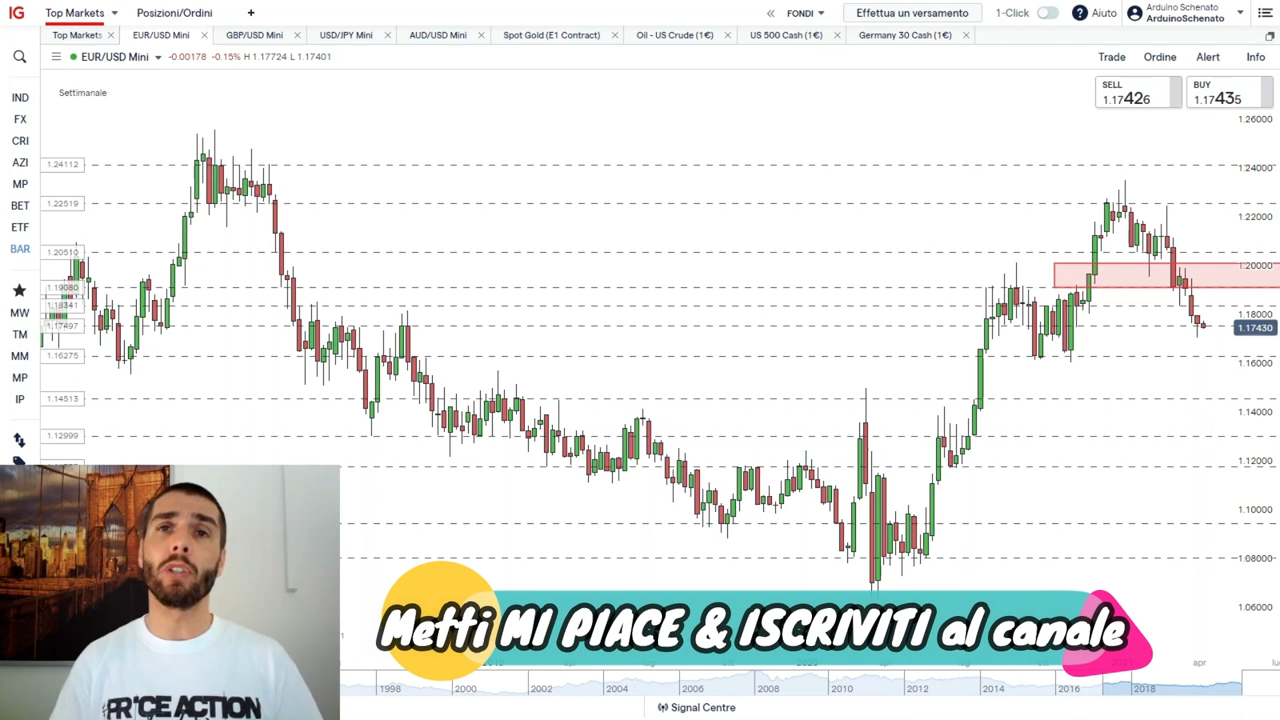 IG
Top Markets
Posizioni/Ordini
+
FONDI
Effettua un versamento
1-Click
Aiuto
Arduino Schenato
ArduinoSchenato
Top Markets
EUR/USD Mini
GBP/USD Mini
USD/JPY Mini
AUD/USD Mini
Spot Gold (E1 Contract)
Oil - US Crude (1€)
US 500 Cash (1€)
Germany 30 Cash (1€)
EUR/USD Mini
-0.00178 -0.15% H 1.17724 L 1.17401
Trade
Ordine
Alert
Info
Settimanale
SELL
1.17426
BUY
1.17435
IND
FX
CRI
AZI
MP
BET
ETF
BAR
MW
TM
MM
MP
IP
1.24112
1.22519
1.20510
1.19080
1.18341
1.17497
1.16275
1.14513
1.12999
1.26000
1.24000
1.22000
1.20000
1.18000
1.17430
1.16000
1.14000
1.12000
1.10000
1.08000
1.06000
PRICE ACTION
Metti MI PIACE & ISCRIVITI al canale
2021
apr
1998
2000
2002
2004
2006
2008
2010
2012
2014
2016
2018
Signal Centre